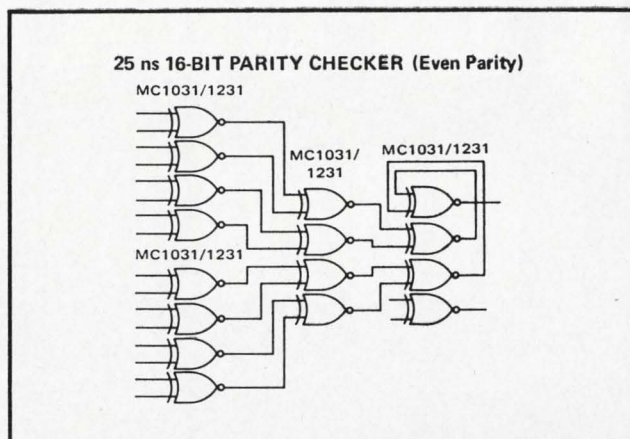 25 ns 16-BIT PARITY CHECKER (Even Parity)
MC1031/1231
MC1031/
1231
MC1031/1231
MC1031/1231